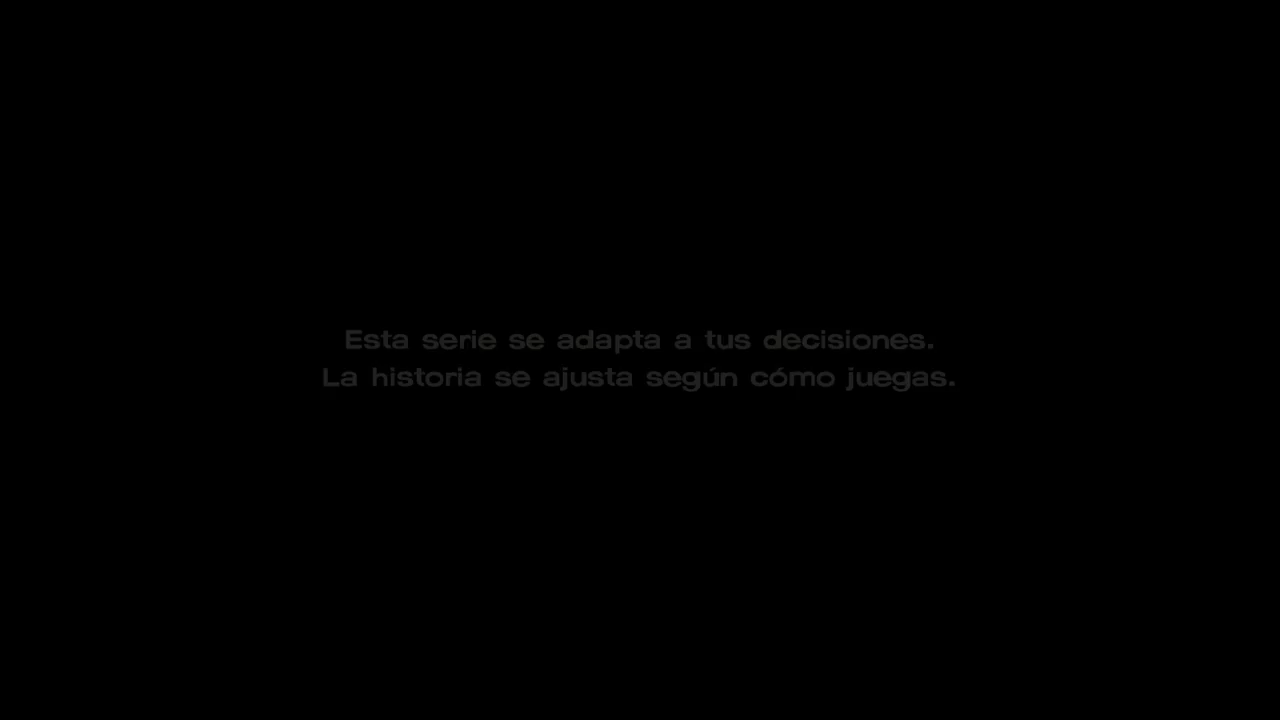 Esta serie se adapta a tus decisiones.
La historia se ajusta según cómo juegas.